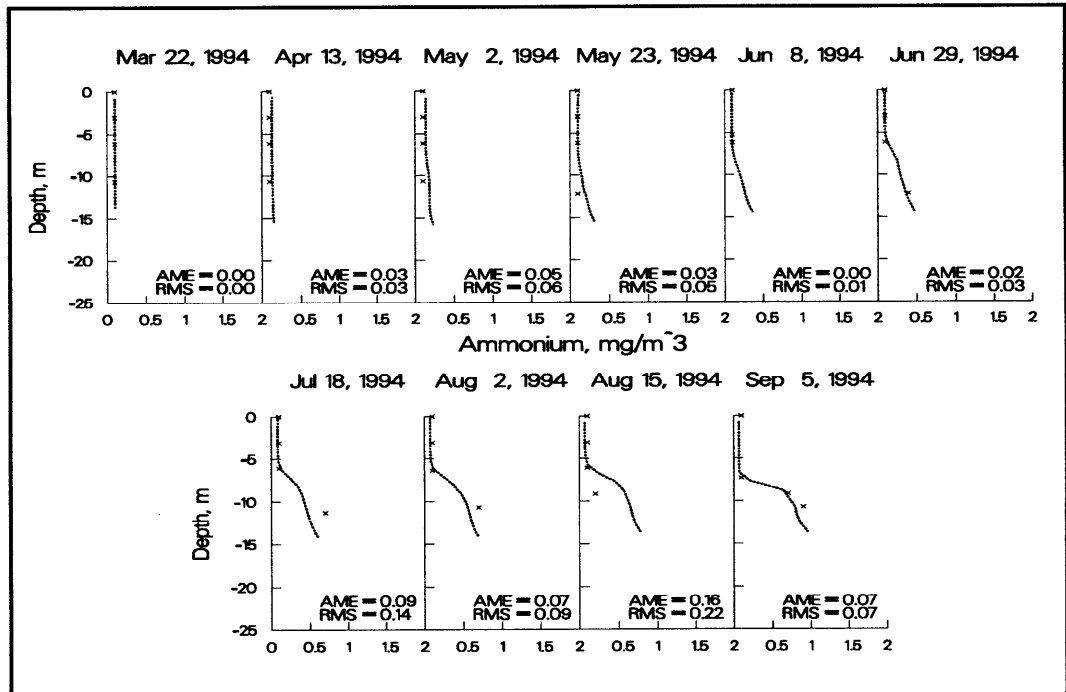 Mar 22, 1994 Apr 13, 1994 May 2, 1994 May 23, 1994 Jun 8, 1994 Jun 29, 1994
0
-5
-10
-15
-20
-25
Depth, m
AME = 0.00 AME = 0.03 AME = 0.05 AME = 0.03 AME = 0.00 AME = 0.02
RMS = 0.00 RMS = 0.03 RMS = 0.06 RMS = 0.05 RMS = 0.01 RMS = 0.03
0 0.5 1 1.5 2 0.5 1 1.5 2 0.5 1 1.5 2 0.5 1 1.5 2 0.5 1 1.5 2 0.5 1 1.5 2
Ammonium, mg/m^3
Jul 18, 1994 Aug 2, 1994 Aug 15, 1994 Sep 5, 1994
0
-5
-10
-15
-20
-25
Depth, m
AME = 0.09 AME = 0.07 AME = 0.16 AME = 0.07
RMS = 0.14 RMS = 0.09 RMS = 0.22 RMS = 0.07
0 0.5 1 1.5 2 0.5 1 1.5 2 0.5 1 1.5 2 0.5 1 1.5 2